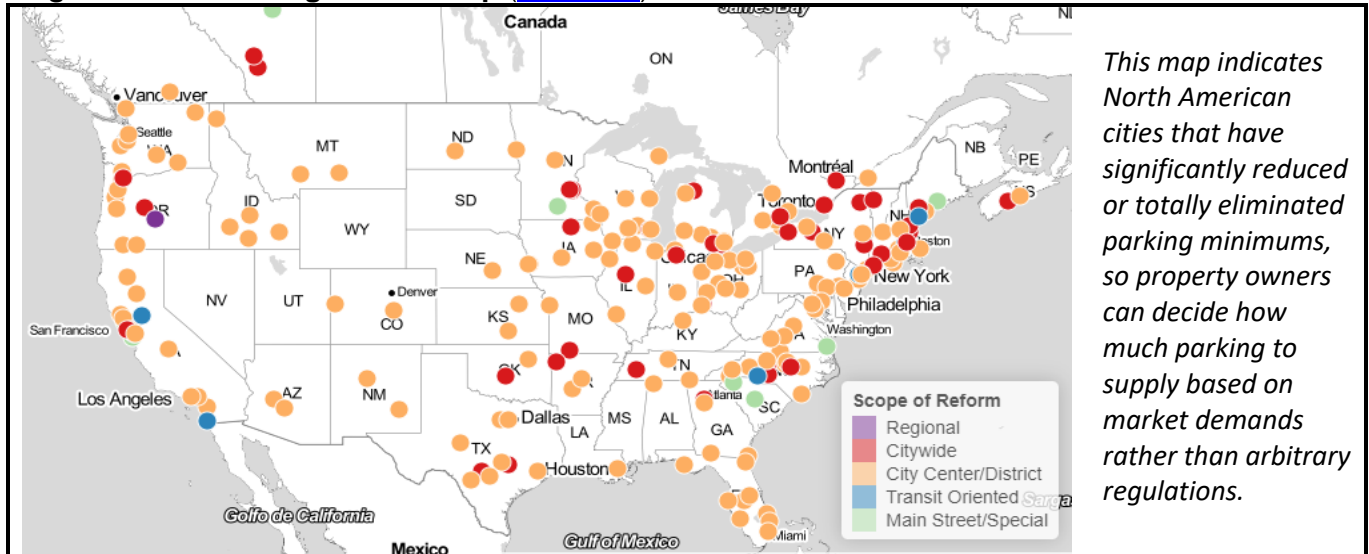 Canada
ON
NB
PE
Vancouver
Seattle
MT
ND
Montréal
Toronto
ID
SD
WY
IA
NY
NH
NE
NV
UT
Denver
CO
IL
PA
New York
Philadelphia
San Francisco
KS
MO
KY
Washington
Los Angeles
AZ
NM
TN
Atlanta
SC
Dallas
MS
AL
GA
LA
TX
Houston
Miami
Golfo de California
Gulf of Mexico
Mexico
Scope of Reform
Regional
Citywide
City Center/District
Transit Oriented
Main Street/Special
This map indicates
North American
cities that have
significantly reduced
or totally eliminated
parking minimums,
so property owners
can decide how
much parking to
supply based on
market demands
rather than arbitrary
regulations.